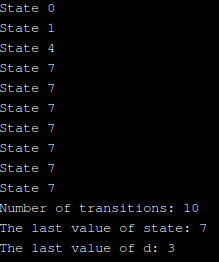 State 0
State 1
State 4
State 7
State 7
State 7
State 7
State 7
State 7
State 7
Number of transitions: 10
The last value of state: 7
The last value of d: 3